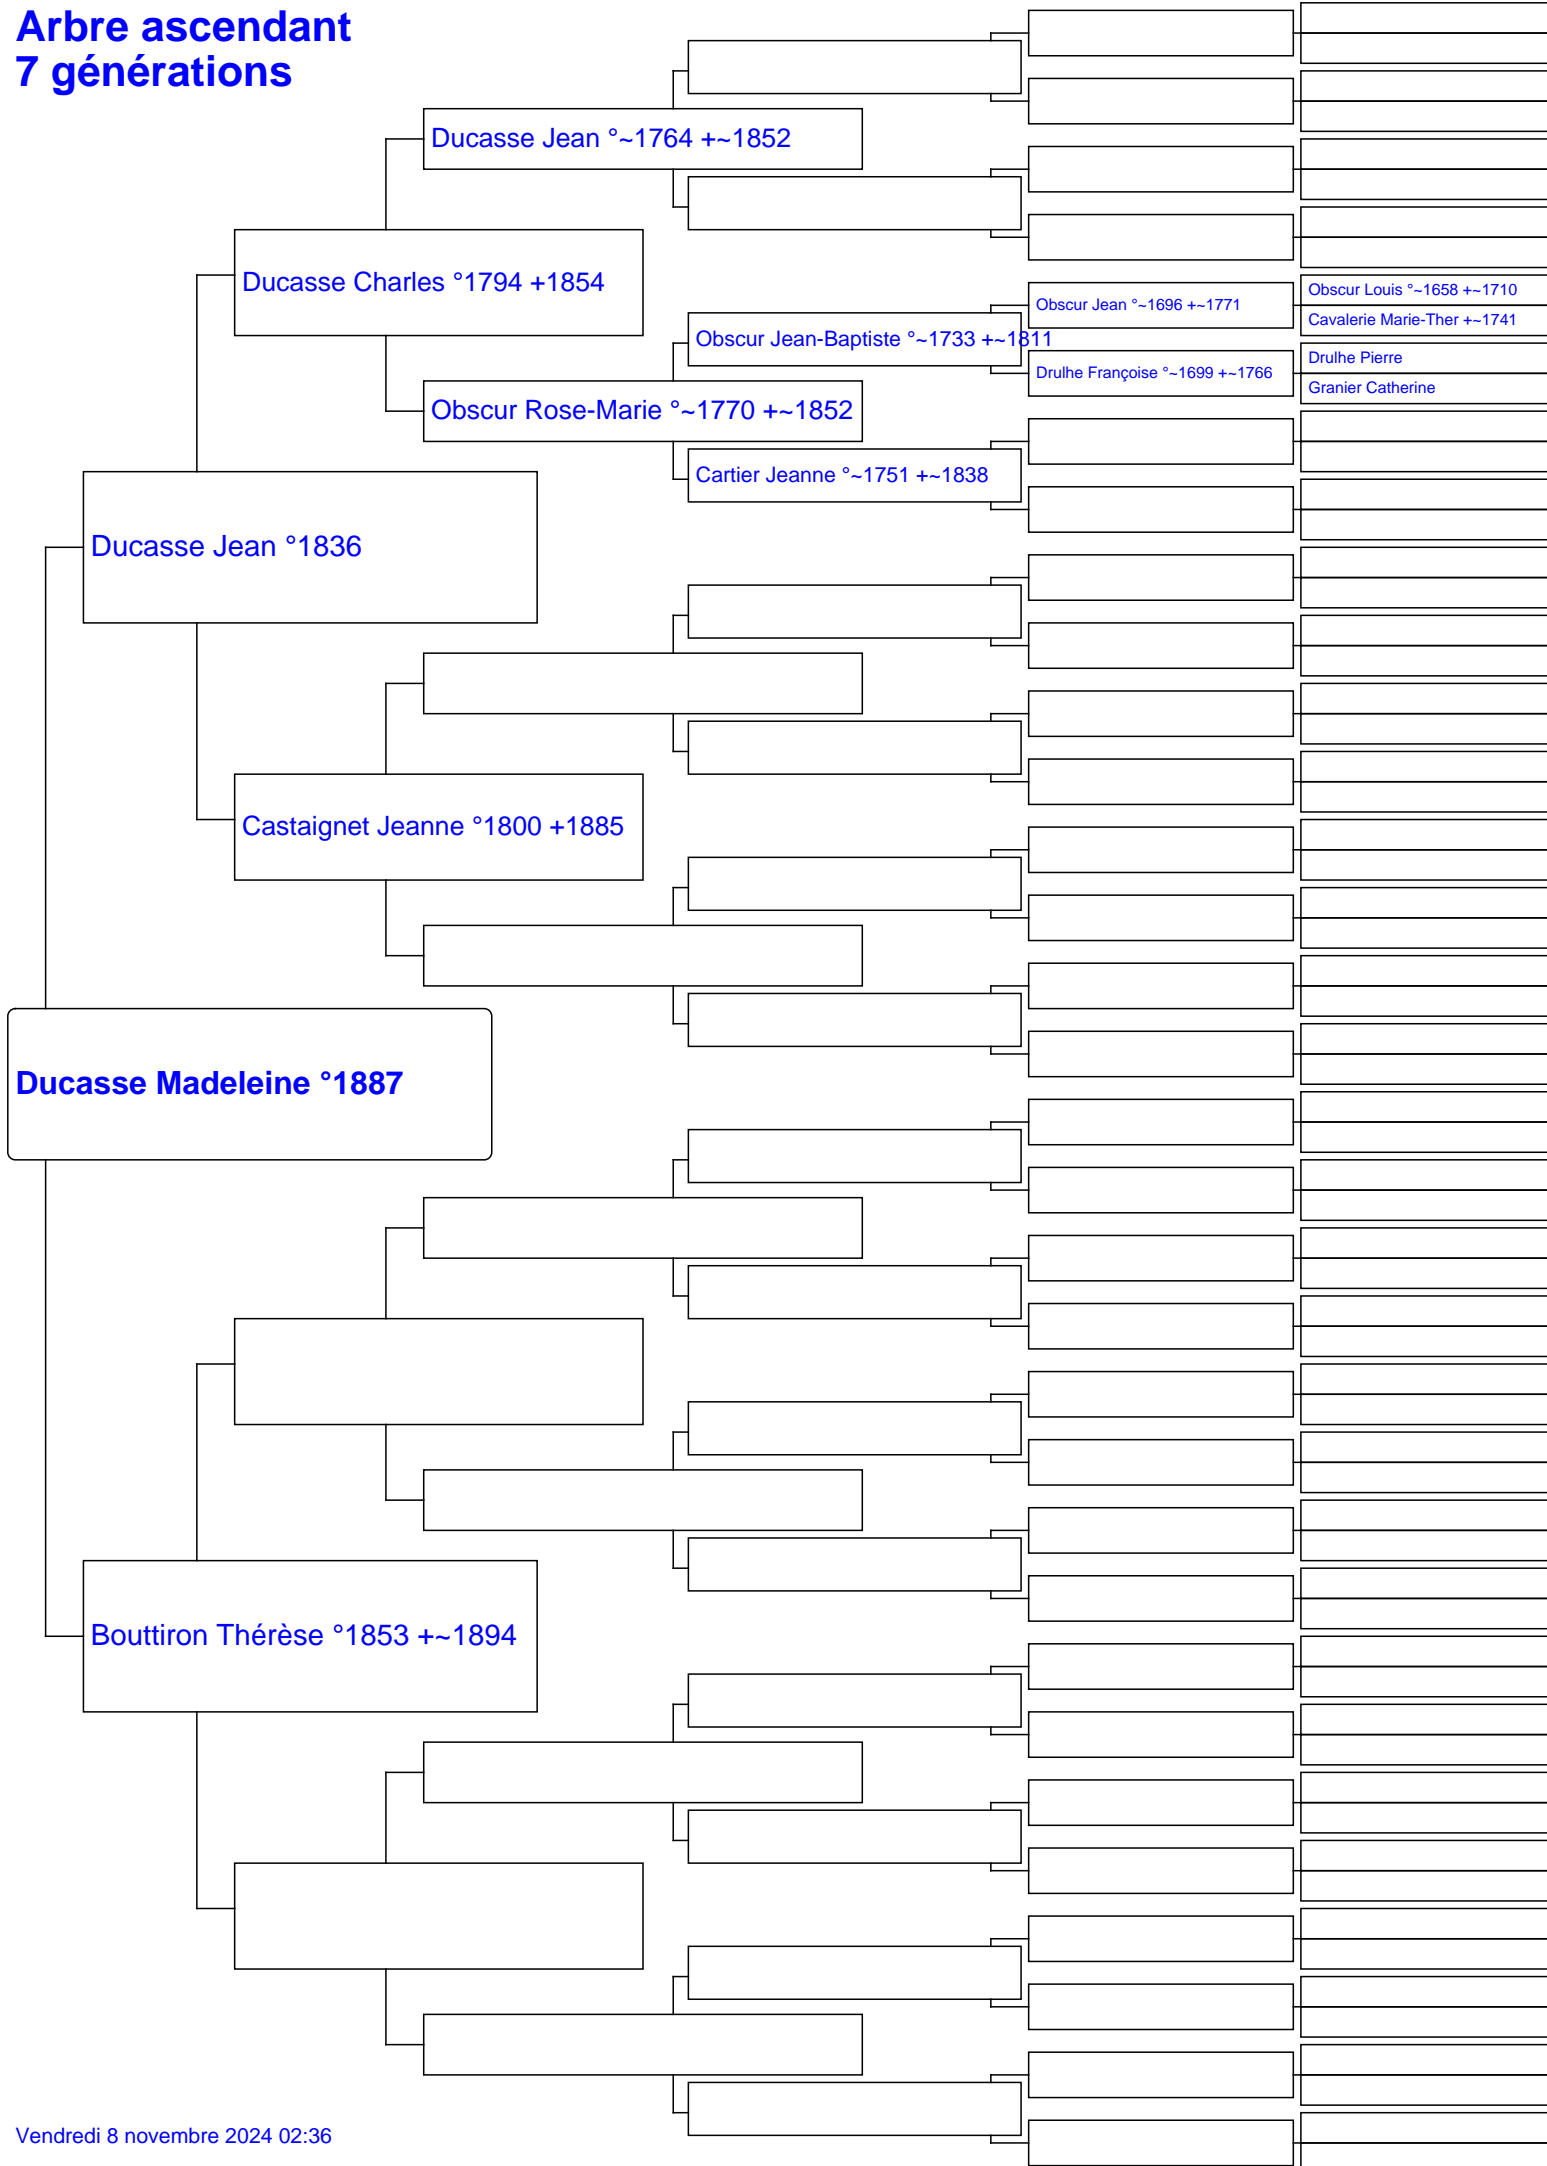 Arbre ascendant
7 générations
Ducasse Jean °~1764 +~1852
Ducasse Charles °1794 +1854
Obscur Louis °~1658 +~1710
Obscur Jean °~1696 +~1771
Cavalerie Marie-Ther +~1741
Obscur Jean-Baptiste °~1733 +~1811
Drulhe Pierre
Drulhe Françoise °~1699 +~1766
Granier Catherine
Obscur Rose-Marie °~1770 +~1852
Cartier Jeanne °~1751 +~1838
Ducasse Jean °1836
Castaignet Jeanne °1800 +1885
Ducasse Madeleine °1887
Bouttiron Thérèse °1853 +~1894
Vendredi 8 novembre 2024 02:36